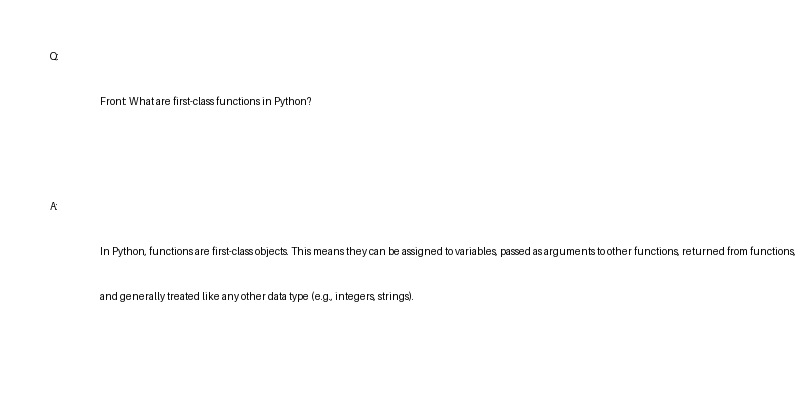 Q:
Front: What are first-class functions in Python?
A:
In Python, functions are first-class objects. This means they can be assigned to variables, passed as arguments to other functions, returned from functions,
and generally treated like any other data type (e.g., integers, strings).